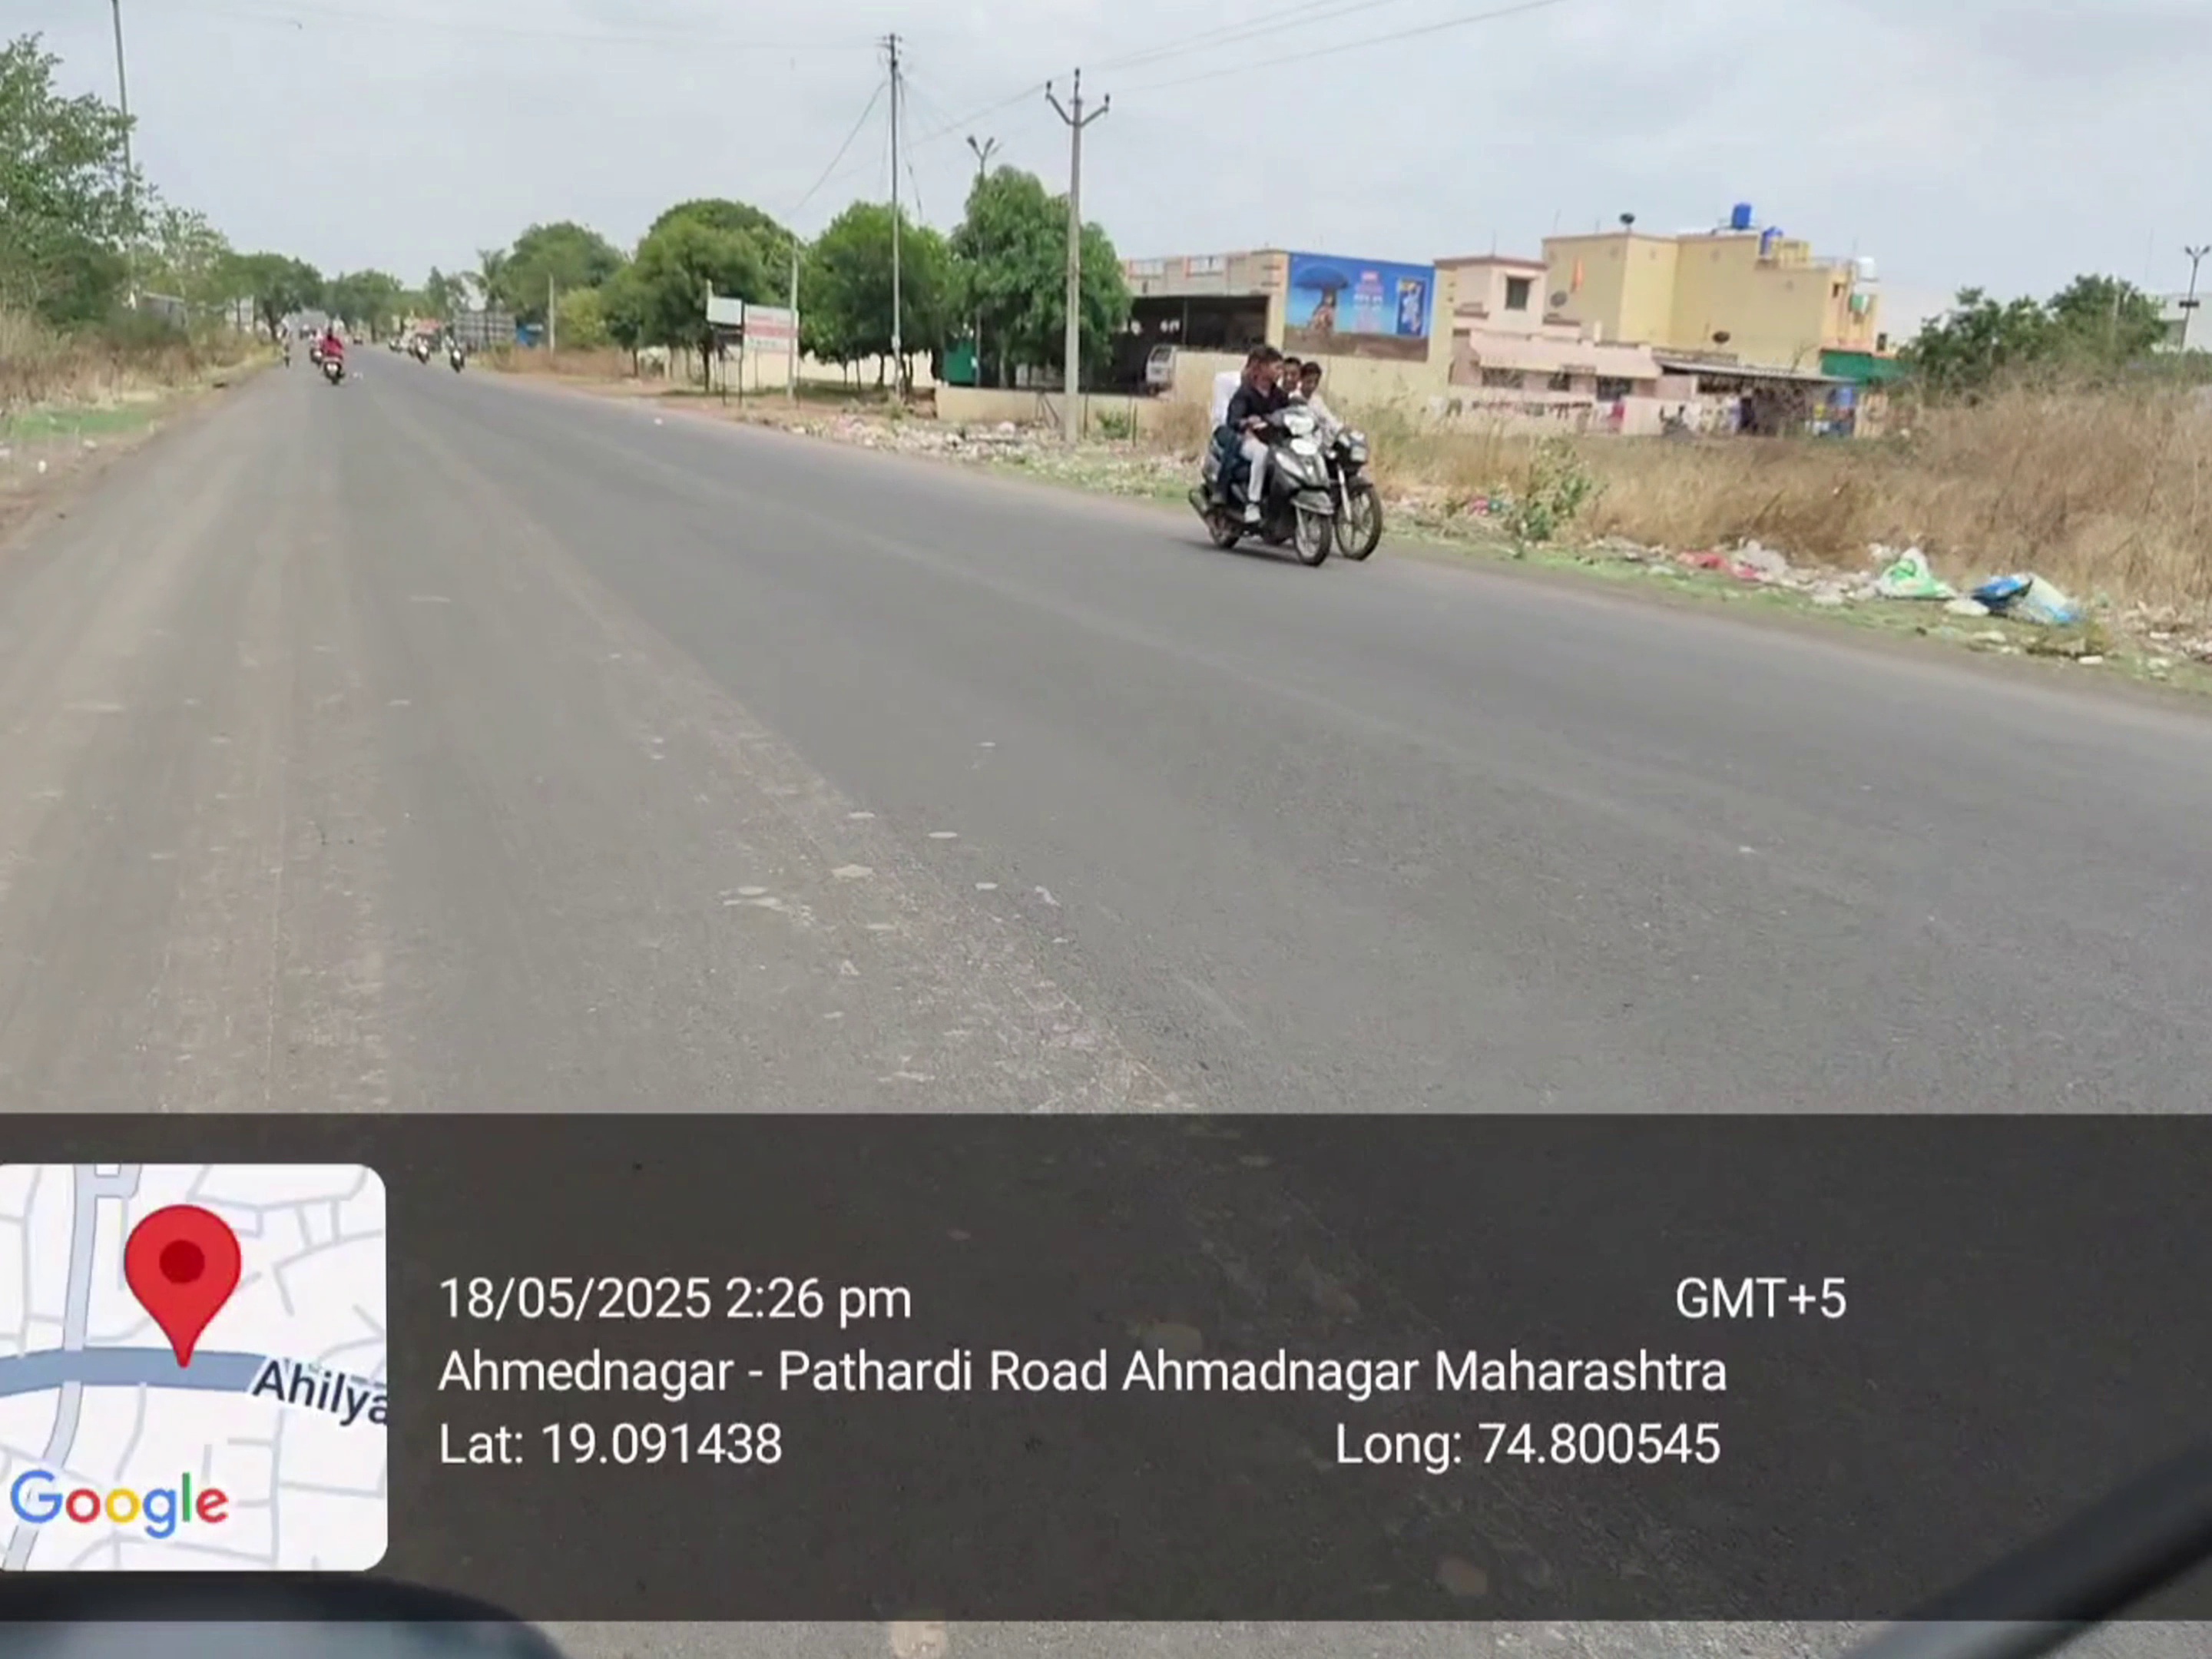 18/05/2025 2:26 pm GMT+5
Ahmednagar - Pathardi Road Ahmadnagar Maharashtra
Lat: 19.091438 Long: 74.800545
Ahilya
Google